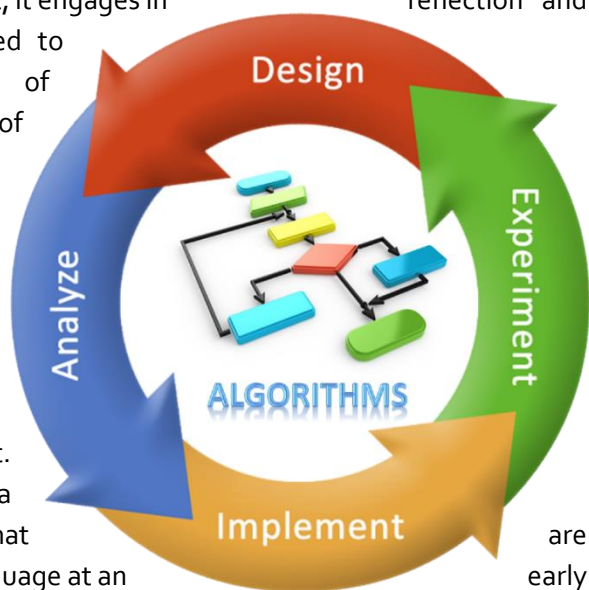 it engages in reflection and
ed to
of
of
Design
Experiment
Analyze
ALGORITHMS
Implement
are
uage at an early